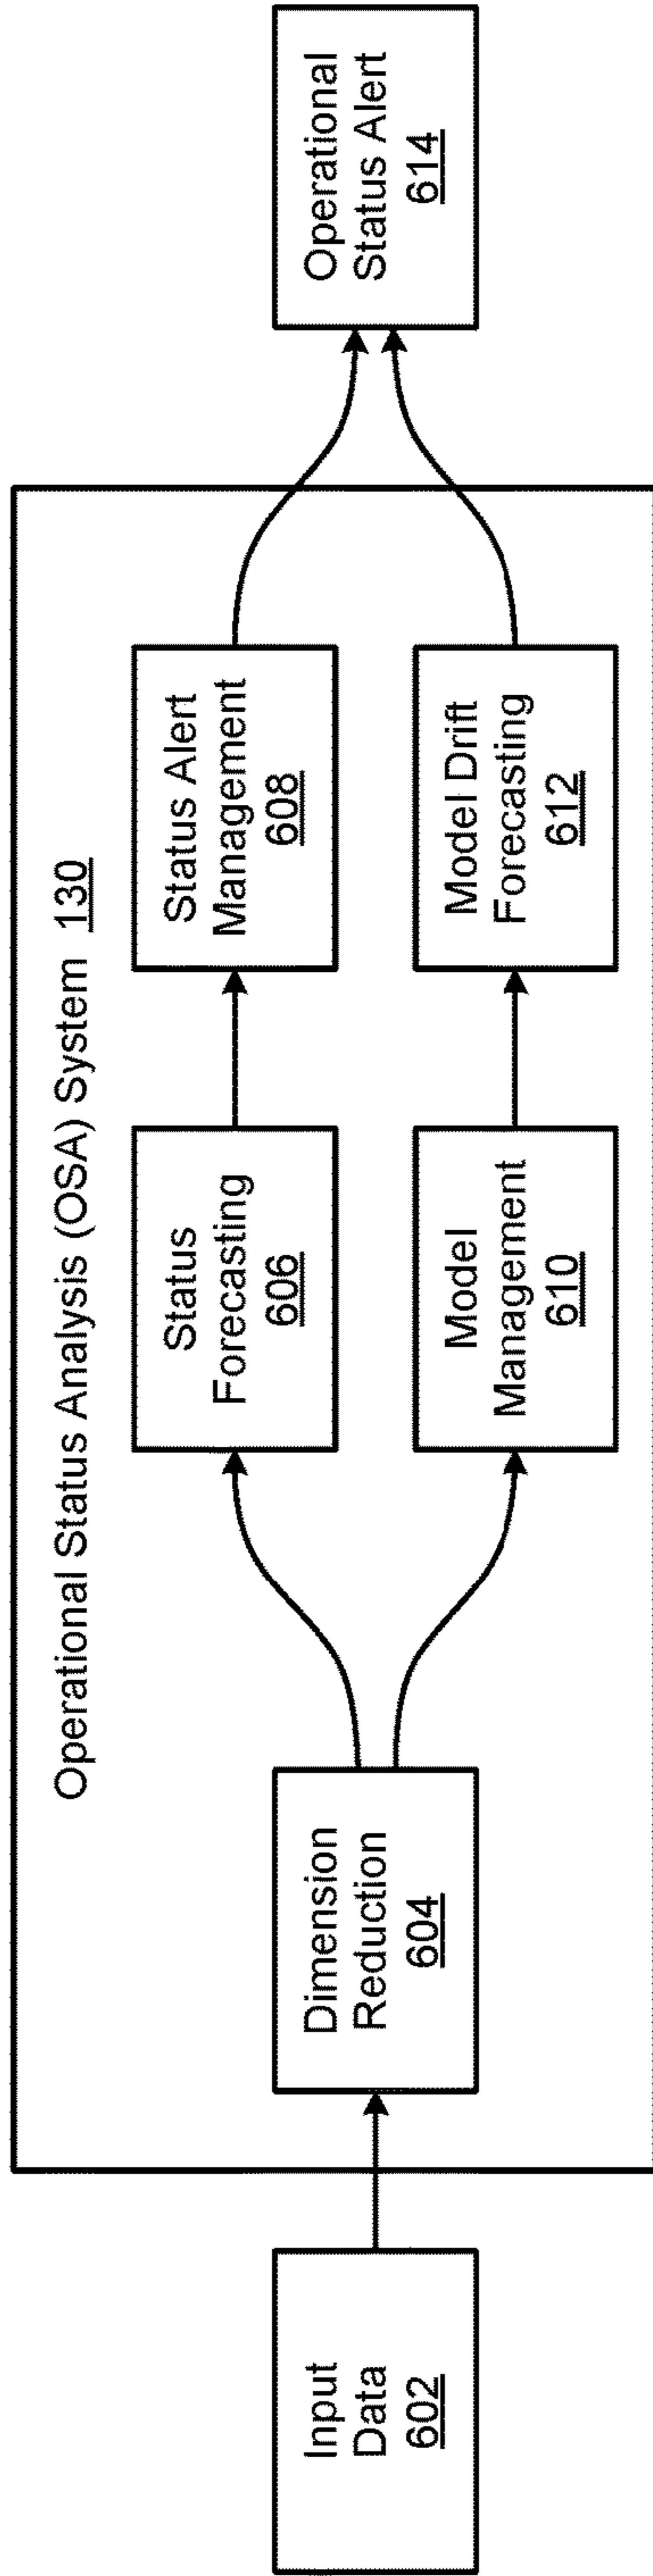 Operational Status Analysis (OSA) System 130
Input
Data
602
Dimension
Reduction
604
Status
Forecasting
606
Status Alert
Management
608
Model
Management
610
Model Drift
Forecasting
612
Operational
Status Alert
614